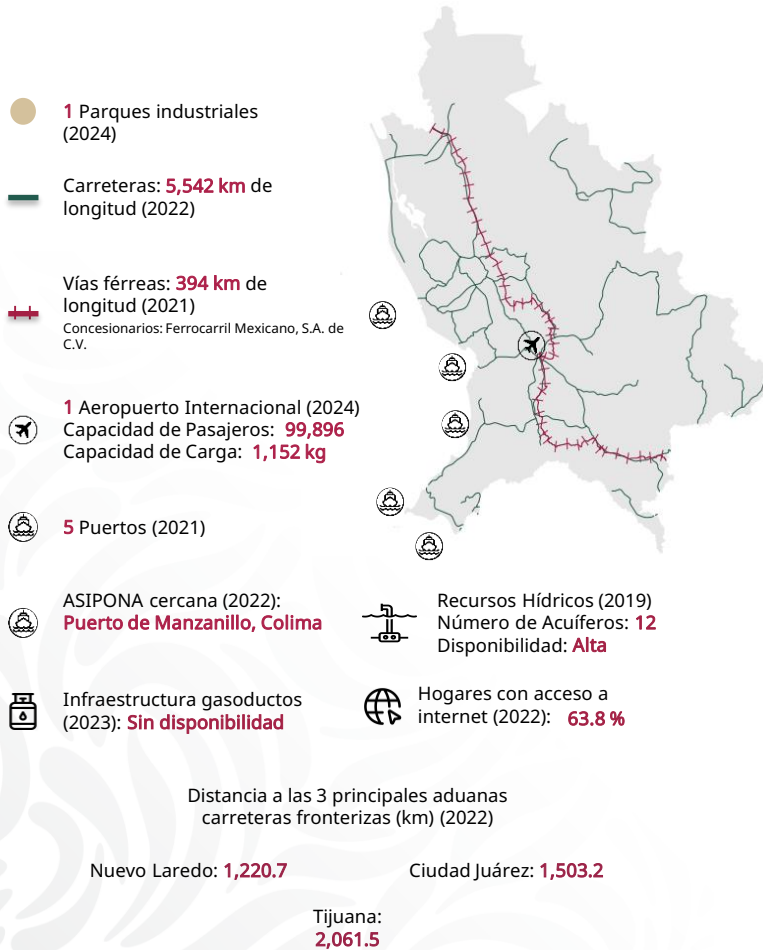 1 Parques industriales
(2024)
Carreteras: 5,542 km de
longitud (2022)
Vías férreas: 394 km de
longitud (2021)
Concesionarios: Ferrocarril Mexicano, S.A. de
C.V.
1 Aeropuerto Internacional (2024)
Capacidad de Pasajeros: 99,896
Capacidad de Carga: 1,152 kg
5 Puertos (2021)
ASIPONA cercana (2022):
Puerto de Manzanillo, Colima
Recursos Hídricos (2019)
Número de Acuíferos: 12
Disponibilidad: Alta
Infraestructura gasoductos
(2023): Sin disponibilidad
Hogares con acceso a
internet (2022): 63.8 %
Distancia a las 3 principales aduanas
carreteras fronterizas (km) (2022)
Nuevo Laredo: 1,220.7
Ciudad Juárez: 1,503.2
Tijuana:
2,061.5